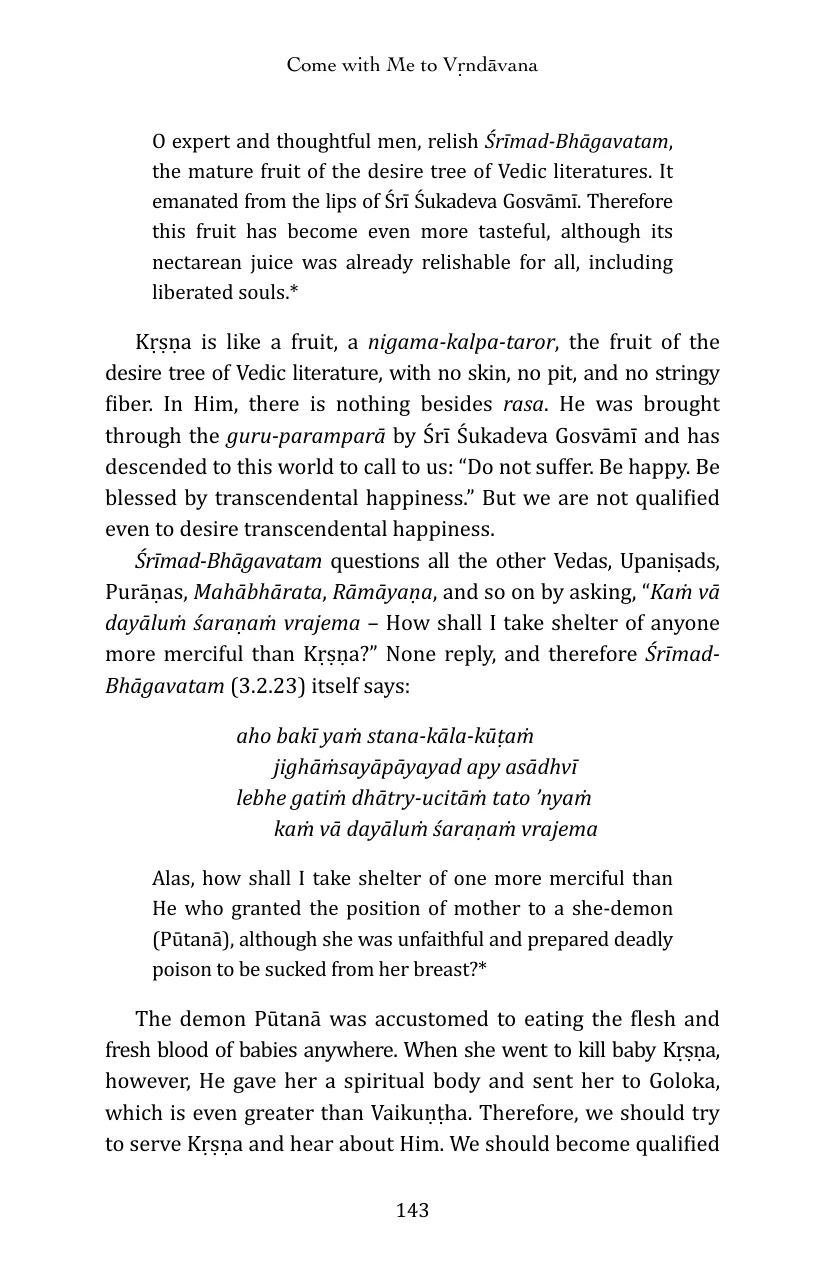 Come with Me to Vṛndāvana
O expert and thoughtful men, relish Śrīmad-Bhāgavatam,
the mature fruit of the desire tree of Vedic literatures. It
emanated from the lips of Śrī Śukadeva Gosvāmī. Therefore
this fruit has become even more tasteful, although its
nectarean juice was already relishable for all, including
liberated souls.*
Kṛṣṇa is like a fruit, a nigama-kalpa-taror, the fruit of the
desire tree of Vedic literature, with no skin, no pit, and no stringy
fiber. In Him, there is nothing besides rasa. He was brought
through the guru-paramparā by Śrī Śukadeva Gosvāmī and has
descended to this world to call to us: “Do not suffer. Be happy. Be
blessed by transcendental happiness.” But we are not qualified
even to desire transcendental happiness.
Śrīmad-Bhāgavatam questions all the other Vedas, Upaniṣads,
Purāṇas, Mahābhārata, Rāmāyaṇa, and so on by asking, “Kaṁ vā
dayāluṁ śaraṇaṁ vrajema – How shall I take shelter of anyone
more merciful than Kṛṣṇa?” None reply, and therefore Śrīmad-
Bhāgavatam (3.2.23) itself says:
aho bakī yaṁ stana-kāla-kūṭaṁ
jighāṁsayāpāyayad apy asādhvī
lebhe gatiṁ dhātry-ucitāṁ tato ’nyaṁ
kaṁ vā dayāluṁ śaraṇaṁ vrajema
Alas, how shall I take shelter of one more merciful than
He who granted the position of mother to a she-demon
(Pūtanā), although she was unfaithful and prepared deadly
poison to be sucked from her breast?*
The demon Pūtanā was accustomed to eating the flesh and
fresh blood of babies anywhere. When she went to kill baby Kṛṣṇa,
however, He gave her a spiritual body and sent her to Goloka,
which is even greater than Vaikuṇṭha. Therefore, we should try
to serve Kṛṣṇa and hear about Him. We should become qualified
143